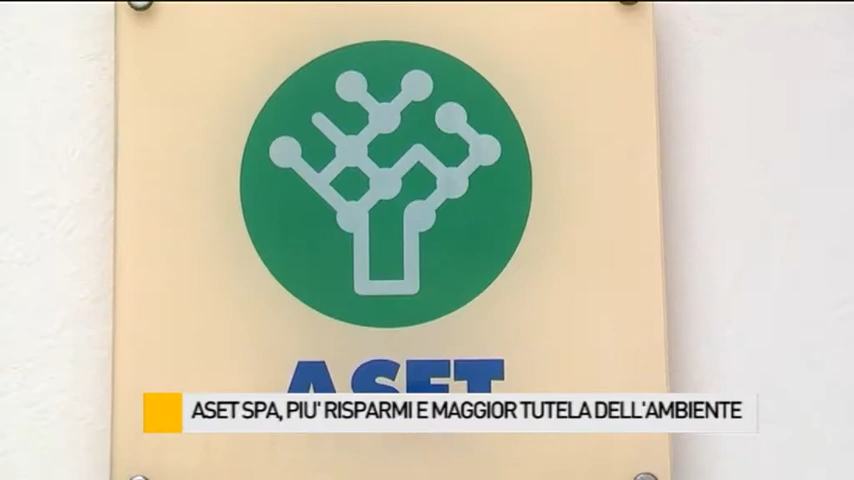 ASET
ASET SPA, PIU' RISPARMI E MAGGIOR TUTELA DELL'AMBIENTE